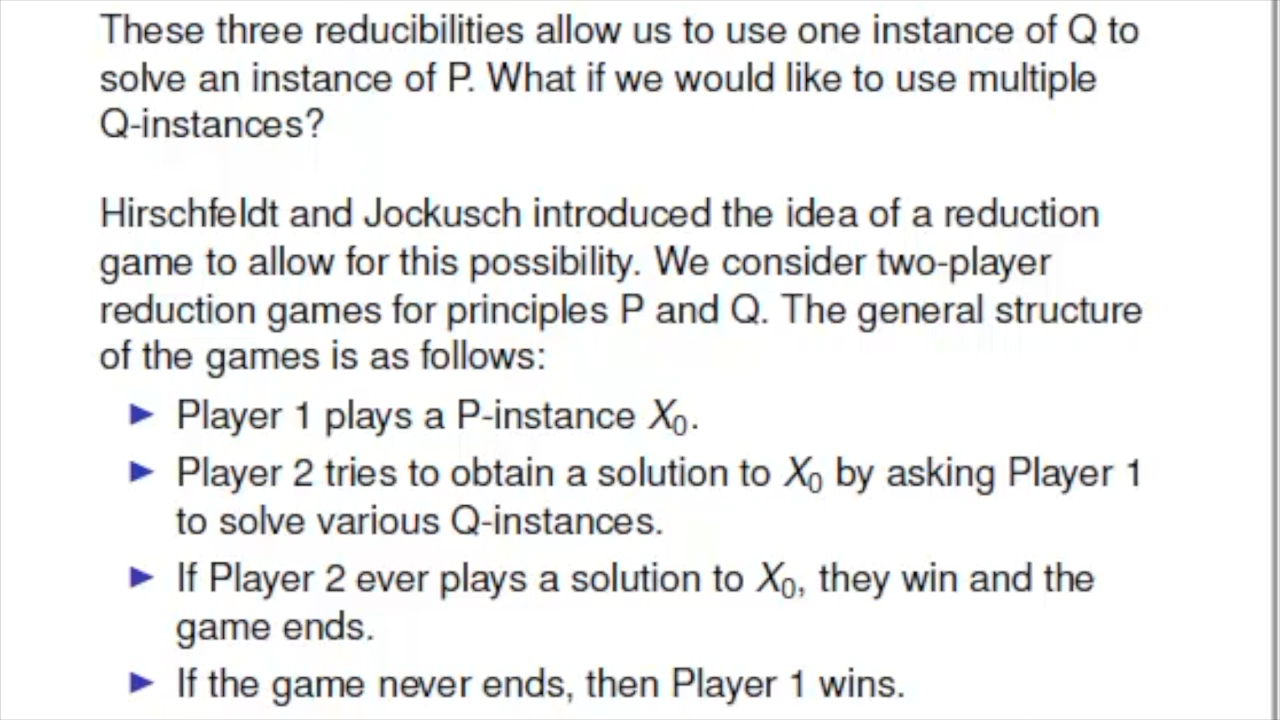 These three reducibilities allow us to use one instance of Q to
solve an instance of P. What if we would like to use multiple
Q-instances?
Hirschfeldt and Jockusch introduced the idea of a reduction
game to allow for this possibility. We consider two-player
reduction games for principles P and Q. The general structure
of the games is as follows:
▶ Player 1 plays a P-instance X₀.
▶ Player 2 tries to obtain a solution to X₀ by asking Player 1
to solve various Q-instances.
▶ If Player 2 ever plays a solution to X₀, they win and the
game ends.
▶ If the game never ends, then Player 1 wins.